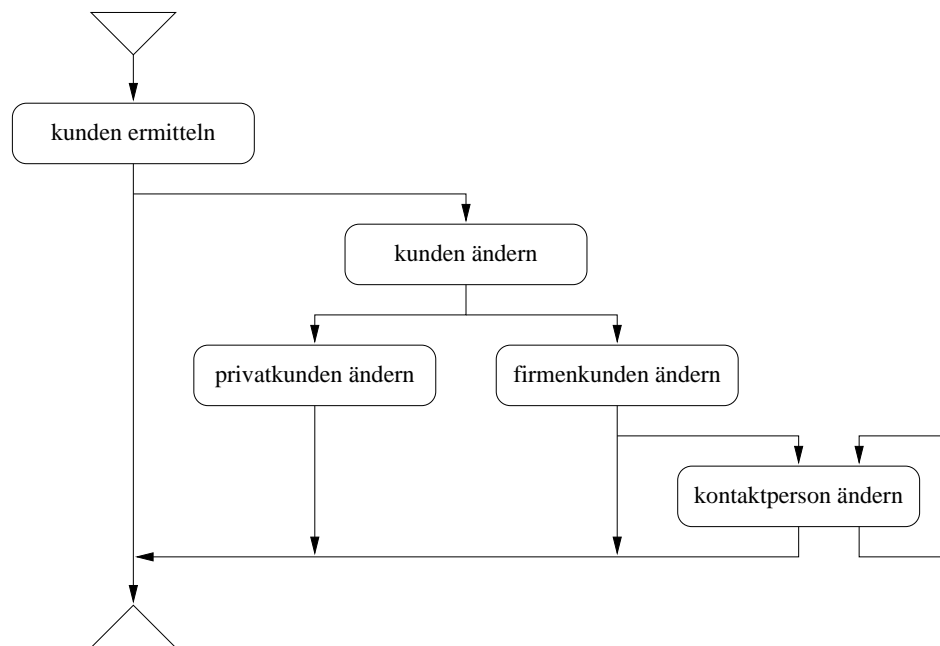 kunden ermitteln
kunden ändern
privatkunden ändern
firmenkunden ändern
kontaktperson ändern